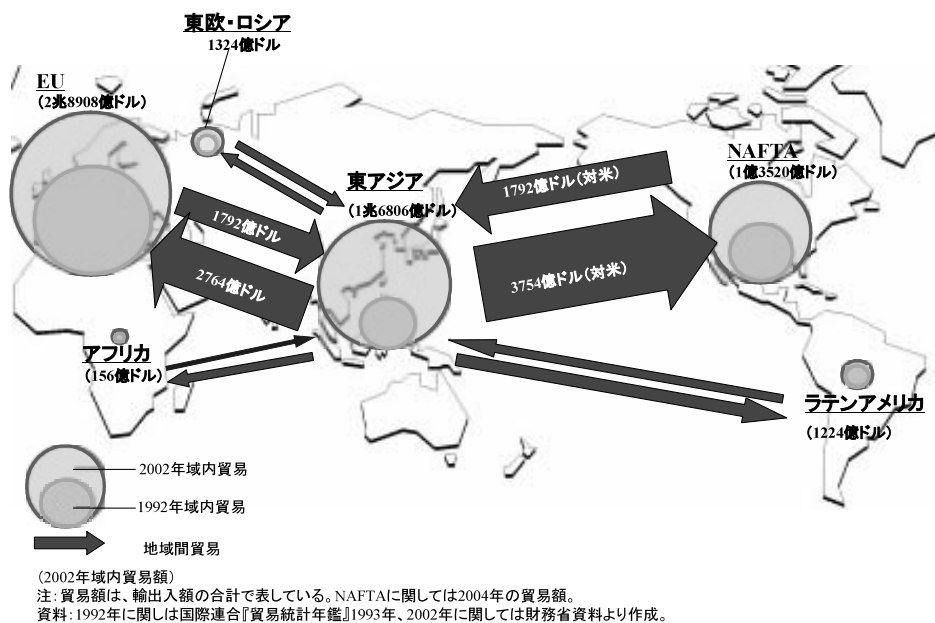 東欧・ロシア
1324億ドル
EU
(2兆8908億ドル)
NAFTA
(1億3520億ドル)
東アジア
(1兆6806億ドル)
1792億ドル(対米)
1792億ドル
2764億ドル
3754億ドル(対米)
アフリカ
(156億ドル)
ラテンアメリカ
(1224億ドル)
2002年域内貿易
1992年域内貿易
地域間貿易
(2002年域内貿易額)
注:貿易額は、輸出入額の合計で表している。NAFTAに関しては2004年の貿易額。
資料:1992年に関しは国際連合『貿易統計年鑑』1993年、2002年に関しては財務省資料より作成。